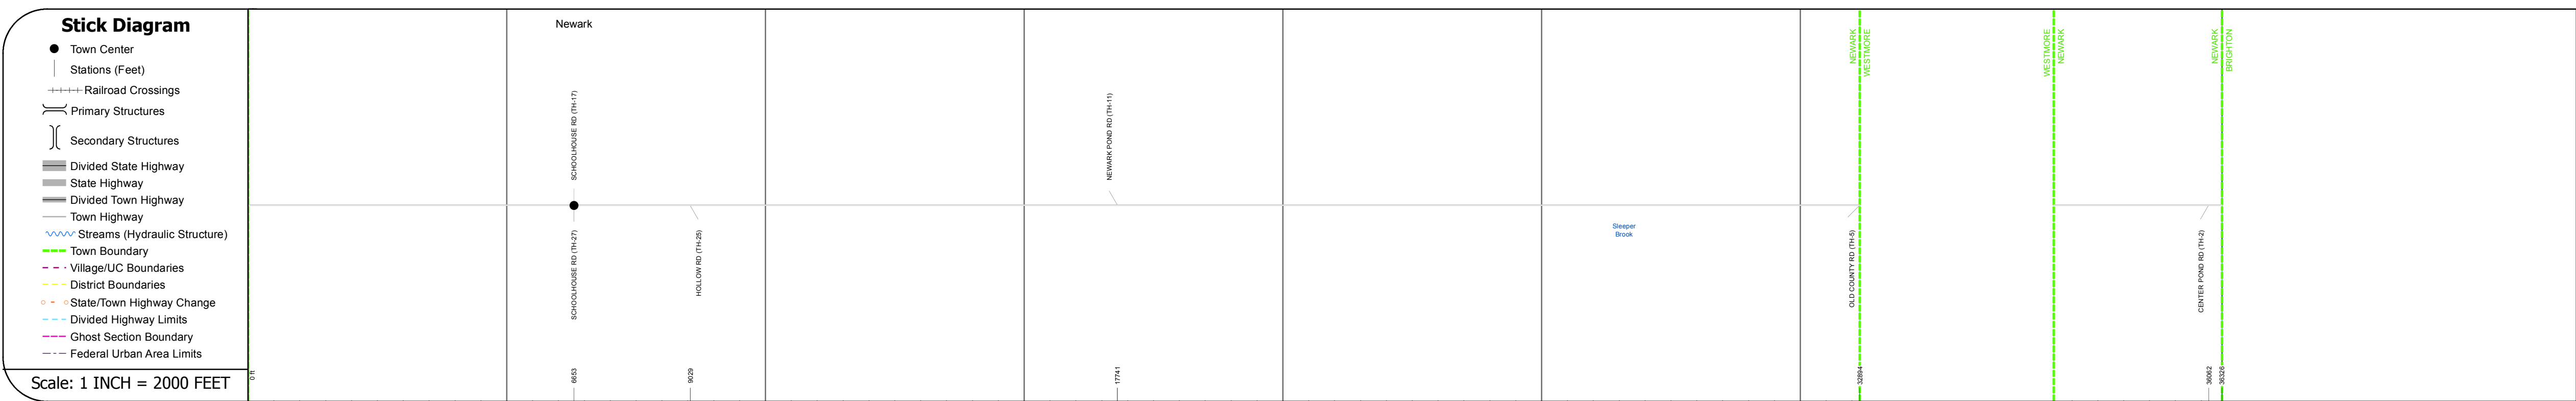 Stick Diagram
Town Center
Stations (Feet)
Railroad Crossings
Primary Structures
Secondary Structures
Divided State Highway
State Highway
Divided Town Highway
Town Highway
Streams (Hydraulic Structure)
Town Boundary
Village/UC Boundaries
District Boundaries
State/Town Highway Change
Divided Highway Limits
Ghost Section Boundary
Federal Urban Area Limits
Scale: 1 INCH = 2000 FEET
Newark
SCHOOLHOUSE RD (TH-17)
SCHOOLHOUSE RD (TH-27)
HOLLOW RD (TH-25)
NEWARK POND RD (TH-11)
Sleeper
Brook
OLD COUNTY RD (TH-5)
NEWARK
WESTMORE
WESTMORE
NEWARK
CENTER POND RD (TH-2)
NEWARK
BRIGHTON
0 ft
6653
9029
17741
32894
36062
36326